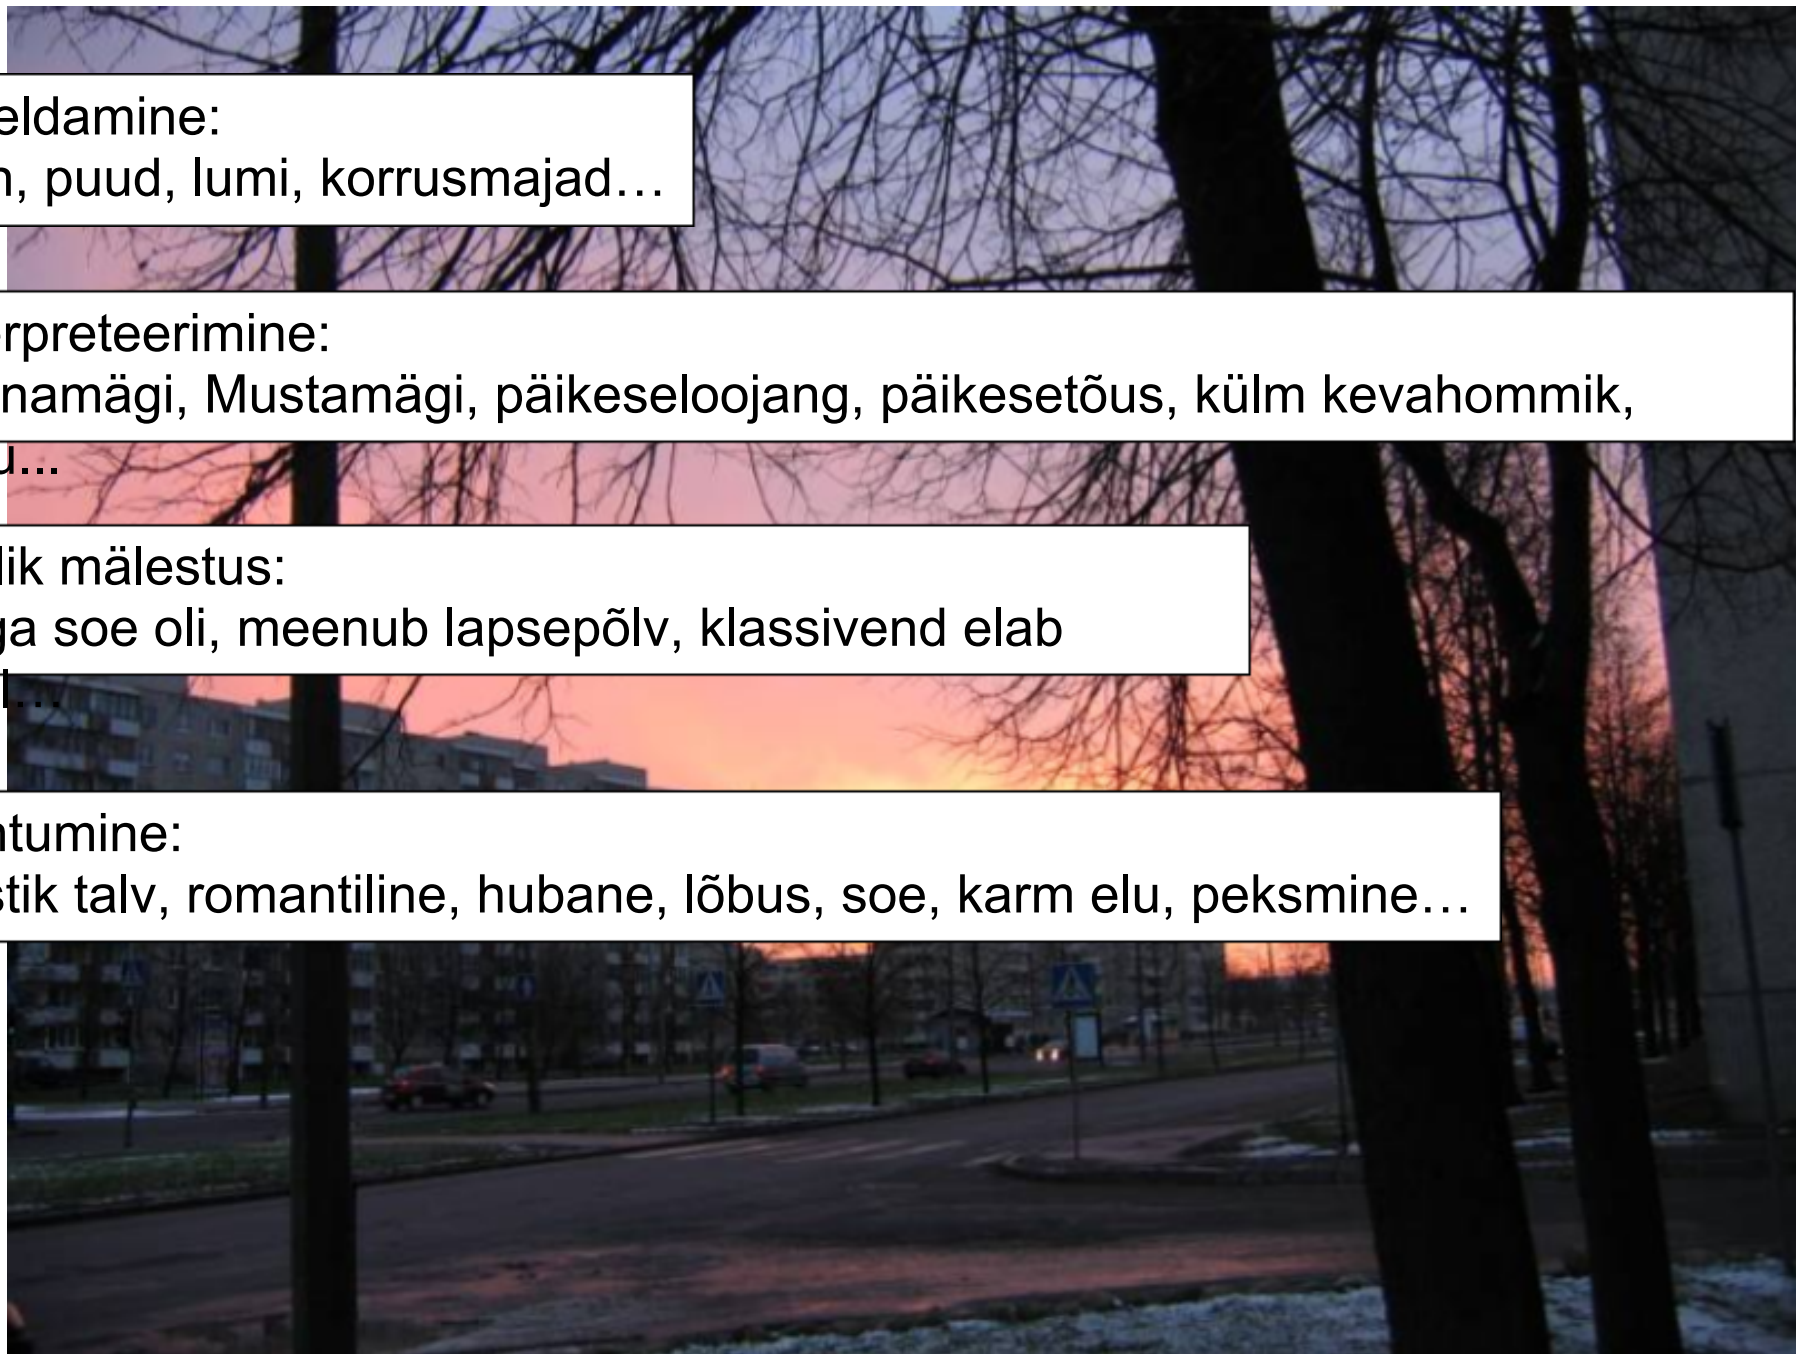 eldamine:
, puud, lumi, korrusmajad…
rpreteerimine:
namägi, Mustamägi, päikeseloojang, päikesetõus, külm kevahommik,
u...
lik mälestus:
ga soe oli, meenub lapsepõlv, klassivend elab
l…
tumine:
stik talv, romantiline, hubane, lõbus, soe, karm elu, peksmine…